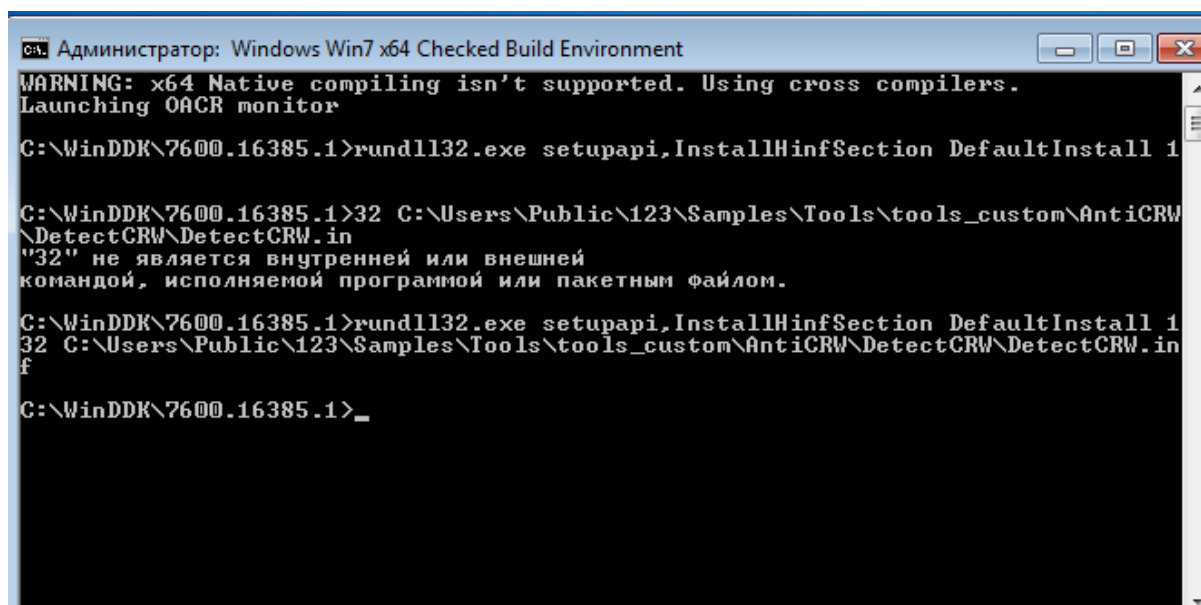 Администратор: Windows Win7 x64 Checked Build Environment
WARNING: x64 Native compiling isn't supported. Using cross compilers.
Launching OACR monitor
C:\WinDDK\7600.16385.1>rundll32.exe setupapi,InstallHinfSection DefaultInstall 1
C:\WinDDK\7600.16385.1>32 C:\Users\Public\123\Samples\Tools\tools_custom\AntiCRW
\DetectCRW\DetectCRW.in
"32" не является внутренней или внешней
командой, исполняемой программой или пакетным файлом.
C:\WinDDK\7600.16385.1>rundll32.exe setupapi,InstallHinfSection DefaultInstall 1
32 C:\Users\Public\123\Samples\Tools\tools_custom\AntiCRW\DetectCRW\DetectCRW.in
f
C:\WinDDK\7600.16385.1>_